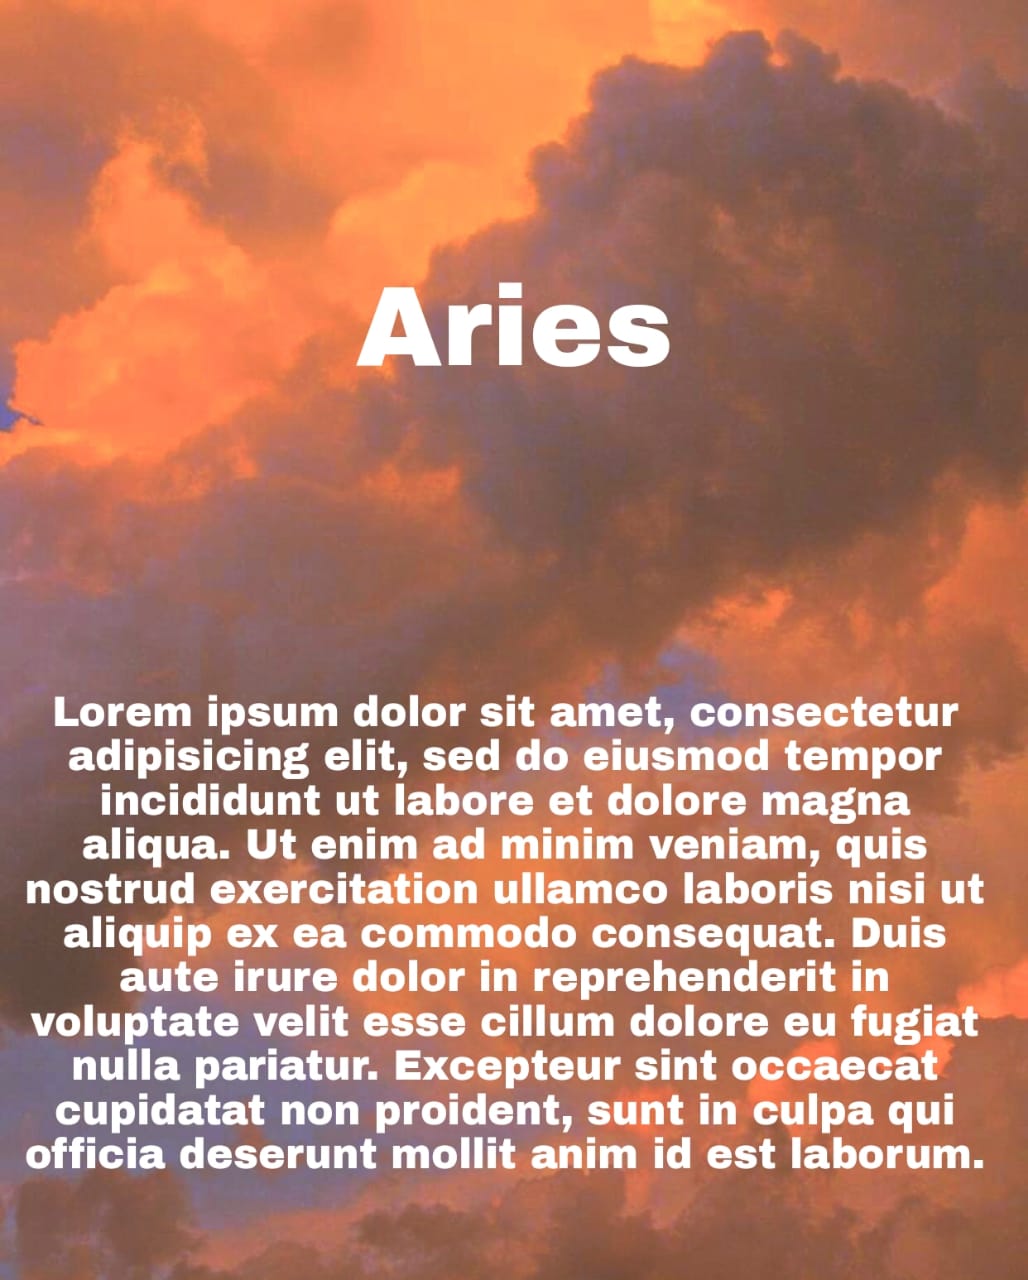 Aries
Lorem ipsum dolor sit amet, consectetur
adipisicing elit, sed do eiusmod tempor
incididunt ut labore et dolore magna
aliqua. Ut enim ad minim veniam, quis
nostrud exercitation ullamco laboris nisi ut
aliquip ex ea commodo consequat. Duis
aute irure dolor in reprehenderit in
voluptate velit esse cillum dolore eu fugiat
nulla pariatur. Excepteur sint occaecat
cupidatat non proident, sunt in culpa qui
officia deserunt mollit anim id est laborum.